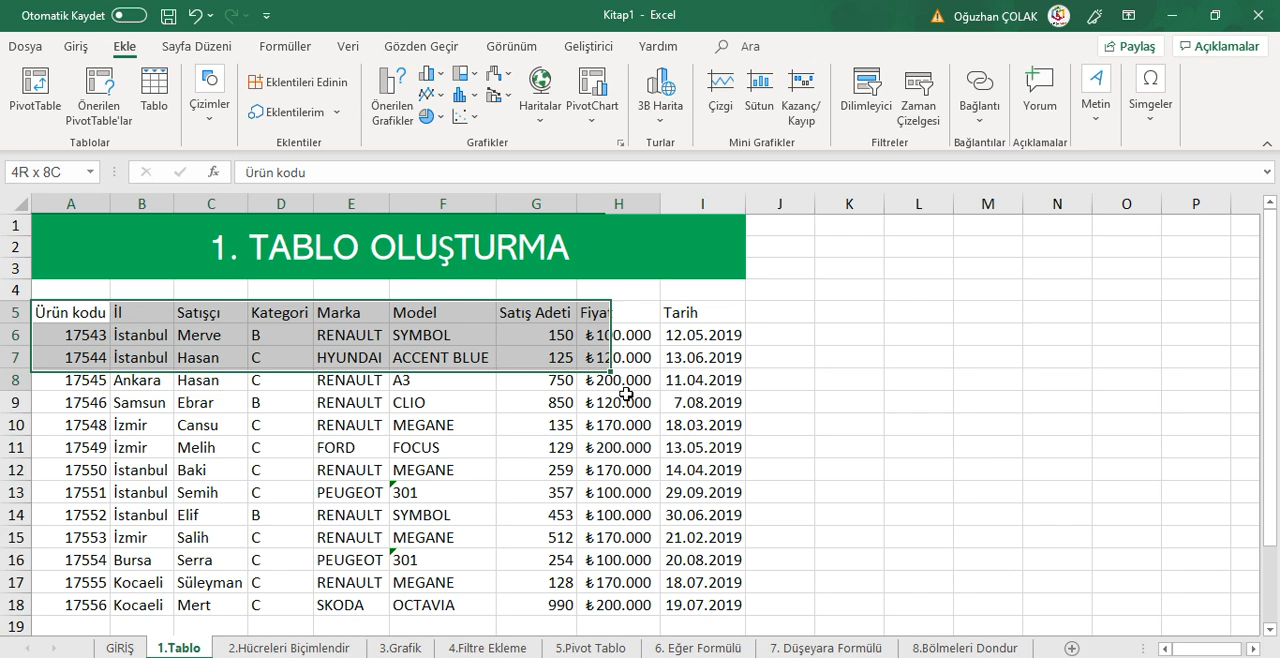 Otomatik Kaydet
Kitap1 - Excel
Oğuzhan ÇOLAK
Dosya Giriş Ekle Sayfa Düzeni Formüller Veri Gözden Geçir Görünüm Geliştirici Yardım Ara Paylaş Açıklamalar
PivotTable
Önerilen PivotTable'lar
Tablo
Çizimler
Eklentileri Edinin
Eklentilerim
Önerilen Grafikler
Haritalar
PivotChart
3B Harita
Çizgi
Sütun
Kazanç/ Kayıp
Dilimleyici
Zaman Çizelgesi
Bağlantı
Yorum
Metin
Simgeler
Tablolar Eklentiler Grafikler Turlar Mini Grafikler Filtreler Bağlantılar Açıklamalar
4R x 8C fx Ürün kodu
A B C D E F G H I J K L M N O P
1
2
3
1. TABLO OLUŞTURMA
4
5 Ürün kodu İl Satışçı Kategori Marka Model Satış Adeti Fiyat Tarih
6 17543 İstanbul Merve B RENAULT SYMBOL 150 ₺100.000 12.05.2019
7 17544 İstanbul Hasan C HYUNDAI ACCENT BLUE 125 ₺120.000 13.06.2019
8 17545 Ankara Hasan C RENAULT A3 750 ₺200.000 11.04.2019
9 17546 Samsun Ebrar B RENAULT CLIO 850 ₺120.000 7.08.2019
10 17548 İzmir Cansu C RENAULT MEGANE 135 ₺170.000 18.03.2019
11 17549 İzmir Melih C FORD FOCUS 129 ₺200.000 13.05.2019
12 17550 İstanbul Baki C RENAULT MEGANE 259 ₺170.000 14.04.2019
13 17551 İstanbul Semih C PEUGEOT 301 357 ₺100.000 29.09.2019
14 17552 İstanbul Elif B RENAULT SYMBOL 453 ₺100.000 30.06.2019
15 17553 İzmir Salih C RENAULT MEGANE 512 ₺170.000 21.02.2019
16 17554 Bursa Serra C PEUGEOT 301 254 ₺100.000 20.08.2019
17 17555 Kocaeli Süleyman C RENAULT MEGANE 128 ₺170.000 18.07.2019
18 17556 Kocaeli Mert C SKODA OCTAVIA 990 ₺200.000 19.07.2019
19
GİRİŞ 1.Tablo 2.Hücreleri Biçimlendir 3.Grafik 4.Filtre Ekleme 5.Pivot Tablo 6. Eğer Formülü 7. Düşeyara Formülü 8.Bölmeleri Dondur